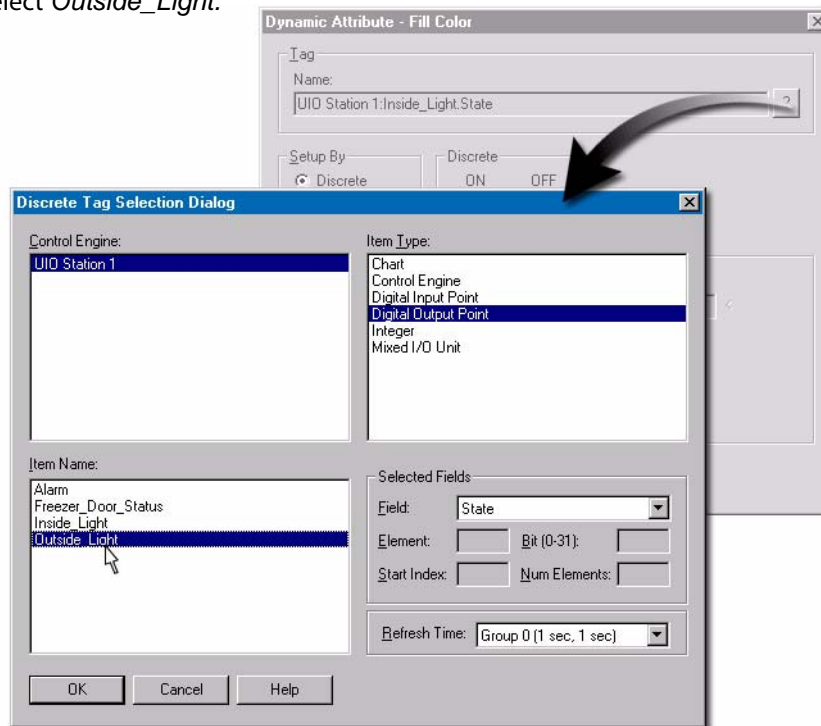 elect Outside_Light.
Dynamic Attribute - Fill Color
Tag
Name:
UIO Station 1:Inside_Light.State
?
Setup By
Discrete
Discrete
ON OFF
Discrete Tag Selection Dialog
Control Engine:
UIO Station 1
Item Type:
Chart
Control Engine
Digital Input Point
Digital Output Point
Integer
Mixed I/O Unit
Item Name:
Alarm
Freezer_Door_Status
Inside_Light
Outside_Light
Selected Fields
Field: State
Element: Bit (0-31):
Start Index: Num Elements:
Refresh Time: Group 0 (1 sec, 1 sec)
OK Cancel Help